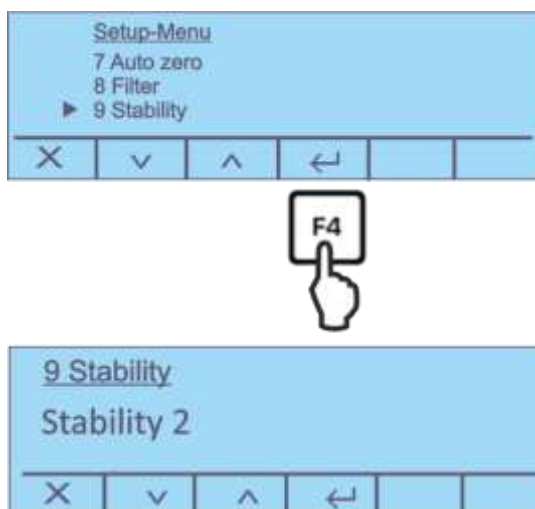 Setup-Menu
7 Auto zero
8 Filter
9 Stability
F4
9 Stability
Stability 2